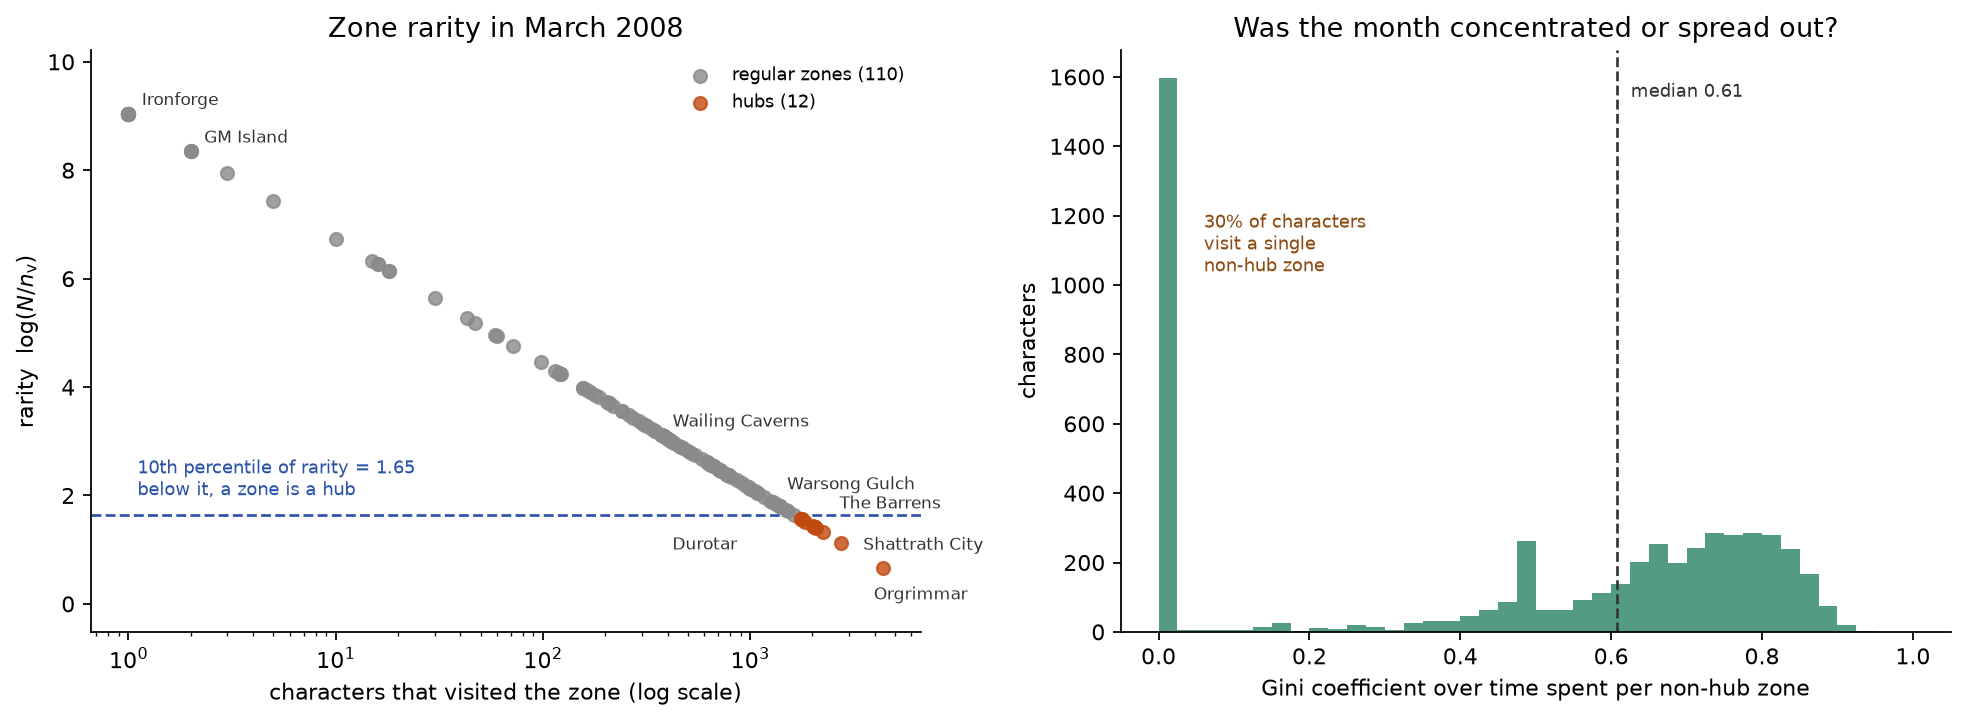 Zone rarity in March 2008
10
8
6
4
2
0
rarity log(N/nᵥ)
regular zones (110)
hubs (12)
Ironforge
GM Island
Wailing Caverns
10th percentile of rarity = 1.65
below it, a zone is a hub
Warsong Gulch
The Barrens
Durotar
Shattrath City
Orgrimmar
10⁰ 10¹ 10² 10³
characters that visited the zone (log scale)
Was the month concentrated or spread out?
1600
1400
1200
1000
800
600
400
200
0
characters
median 0.61
30% of characters
visit a single
non-hub zone
0.0 0.2 0.4 0.6 0.8 1.0
Gini coefficient over time spent per non-hub zone